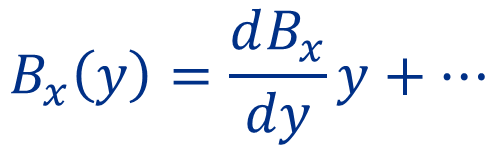 $B_x(y) = \frac{dB_x}{dy} y + \cdots$